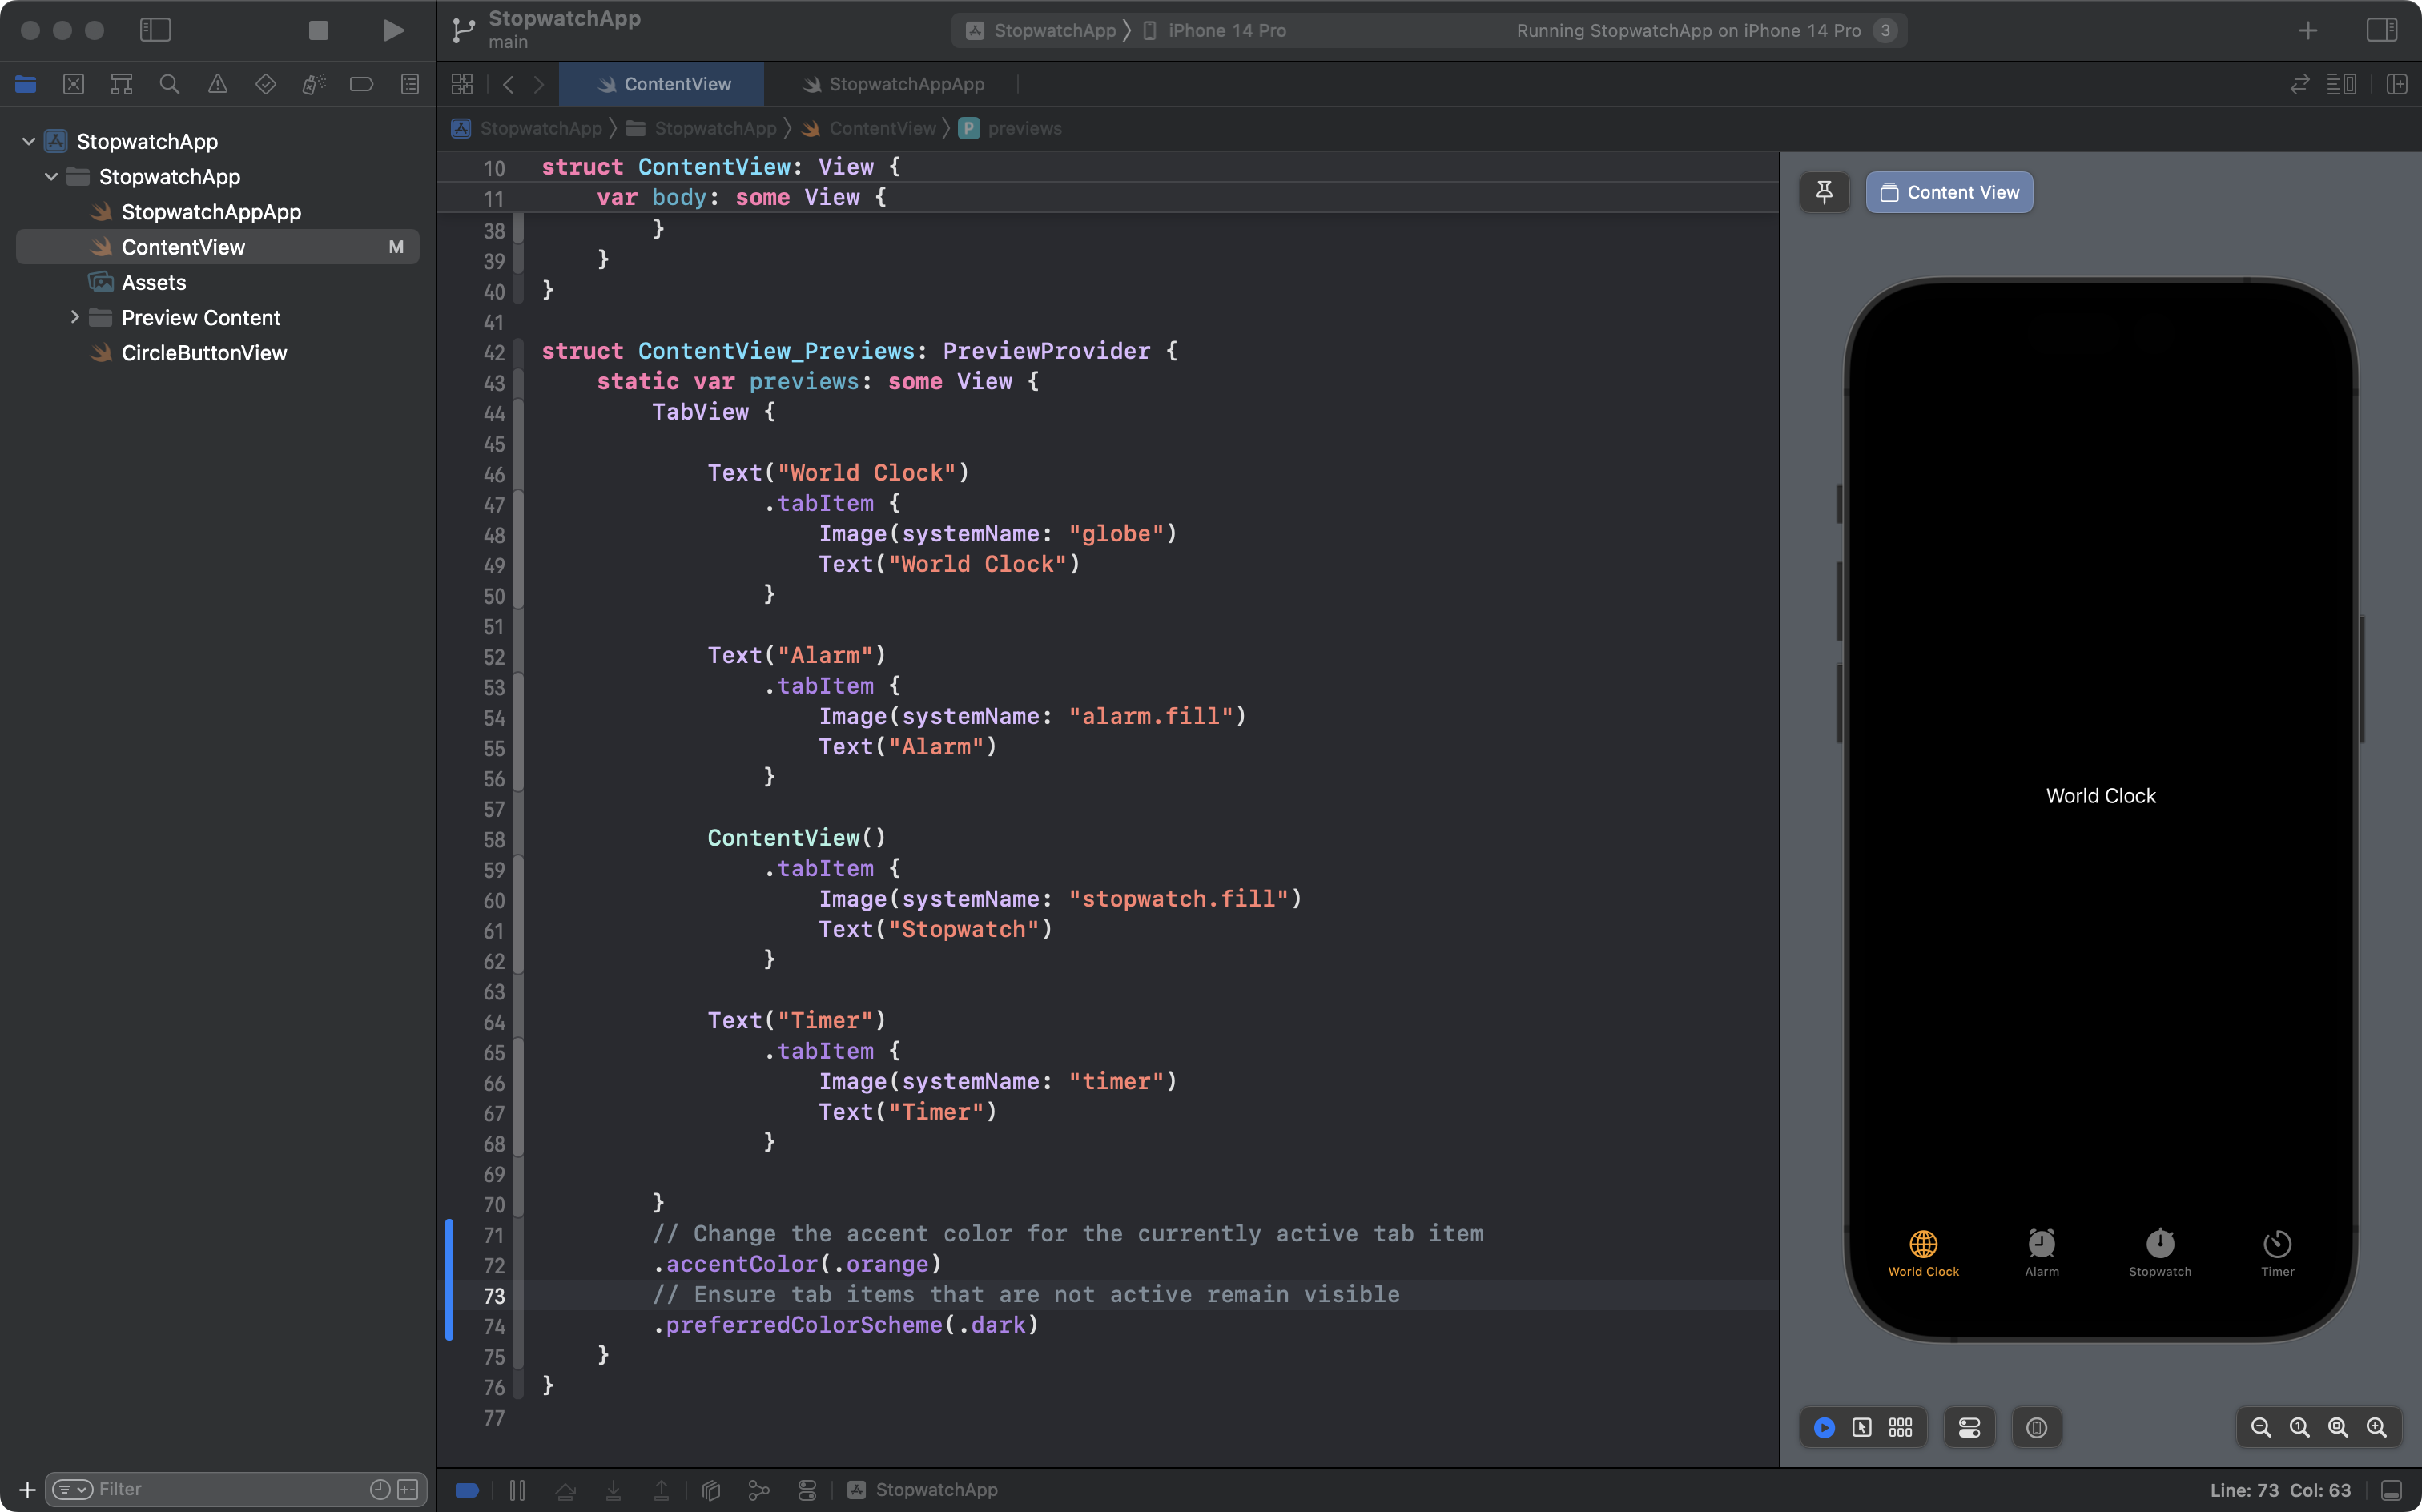 StopwatchApp
main
StopwatchApp
iPhone 14 Pro
Running StopwatchApp on iPhone 14 Pro
3
ContentView
StopwatchAppApp
StopwatchApp
StopwatchApp
ContentView
P
previews
StopwatchApp
StopwatchApp
StopwatchAppApp
ContentView
M
Assets
Preview Content
CircleButtonView
10 struct ContentView: View {
11     var body: some View {
38         }
39     }
40 }
41
42 struct ContentView_Previews: PreviewProvider {
43     static var previews: some View {
44         TabView {
45
46             Text("World Clock")
47                 .tabItem {
48                     Image(systemName: "globe")
49                     Text("World Clock")
50                 }
51
52             Text("Alarm")
53                 .tabItem {
54                     Image(systemName: "alarm.fill")
55                     Text("Alarm")
56                 }
57
58             ContentView()
59                 .tabItem {
60                     Image(systemName: "stopwatch.fill")
61                     Text("Stopwatch")
62                 }
63
64             Text("Timer")
65                 .tabItem {
66                     Image(systemName: "timer")
67                     Text("Timer")
68                 }
69
70         }
71         // Change the accent color for the currently active tab item
72         .accentColor(.orange)
73         // Ensure tab items that are not active remain visible
74         .preferredColorScheme(.dark)
75     }
76 }
77
Content View
World Clock
World Clock
Alarm
Stopwatch
Timer
Filter
StopwatchApp
Line: 73 Col: 63